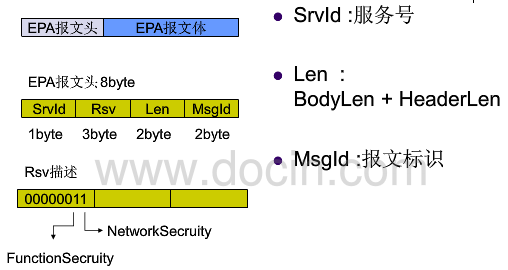 EPA报文头 EPA报文体
EPA报文头 8byte
SrvId Rsv Len MsgId
1byte 3byte 2byte 2byte
Rsv描述
00000011
NetworkSecruity
FunctionSecruity
SrvId :服务号
Len :
BodyLen + HeaderLen
MsgId :报文标识
www.docin.com